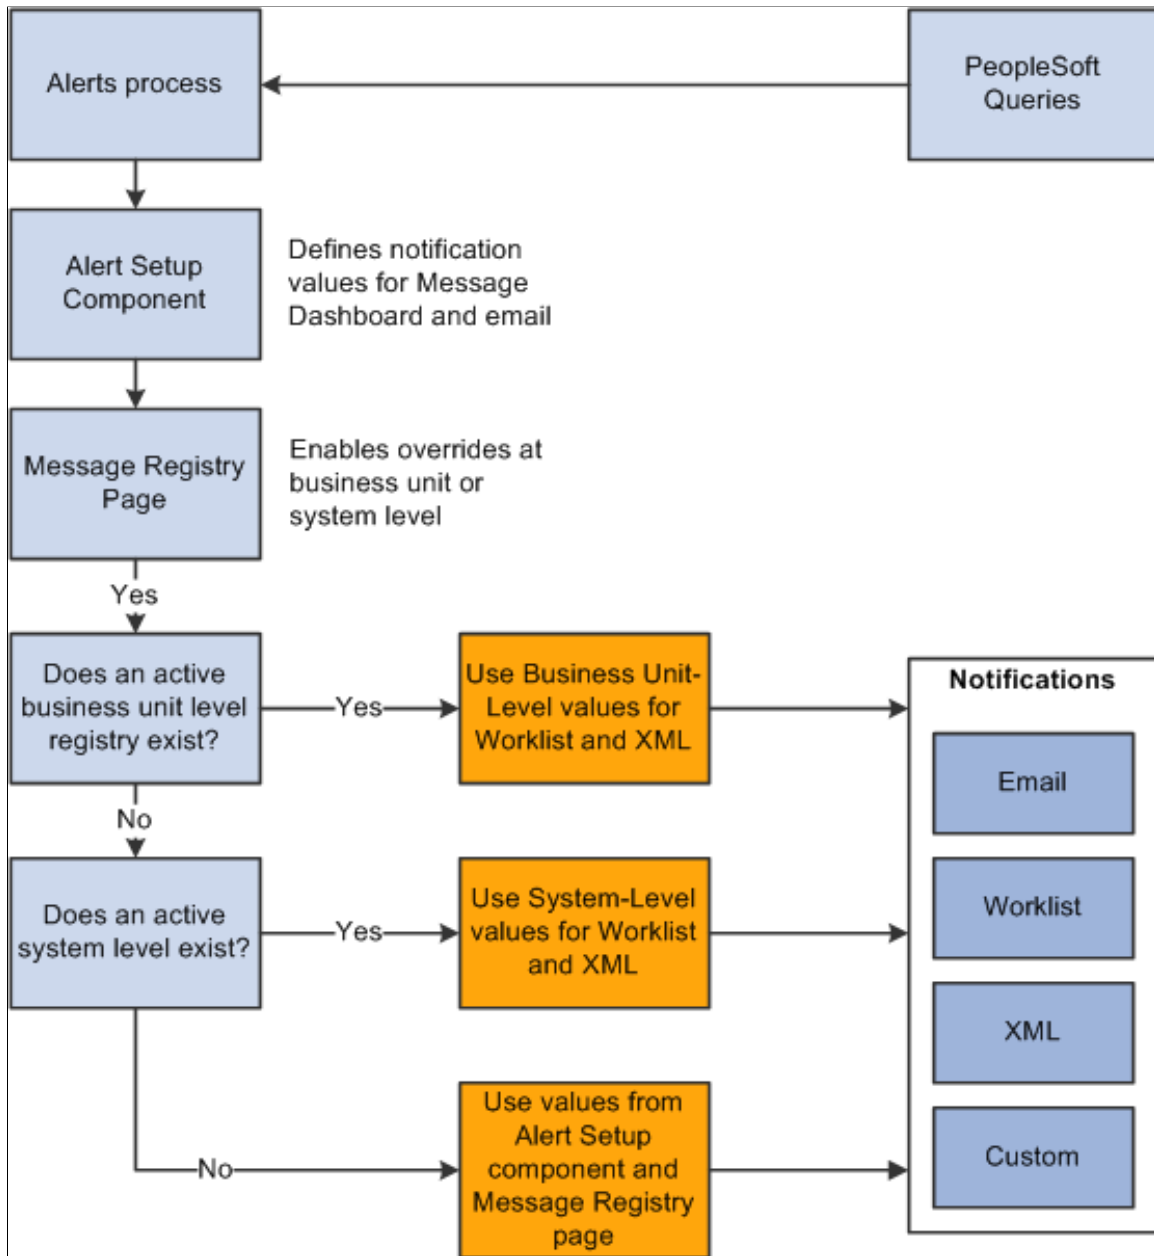 Alerts process
PeopleSoft
Queries
Alert Setup
Component
Defines notification
values for Message
Dashboard and email
Message Registry
Page
Enables overrides at
business unit or
system level
Yes
Does an active
business unit level
registry exist?
Yes
Use Business Unit-
Level values for
Worklist and XML
Notifications
Email
Worklist
XML
Custom
No
Does an active
system level exist?
Yes
Use System-Level
values for Worklist
and XML
No
Use values from
Alert Setup
component and
Message Registry
page